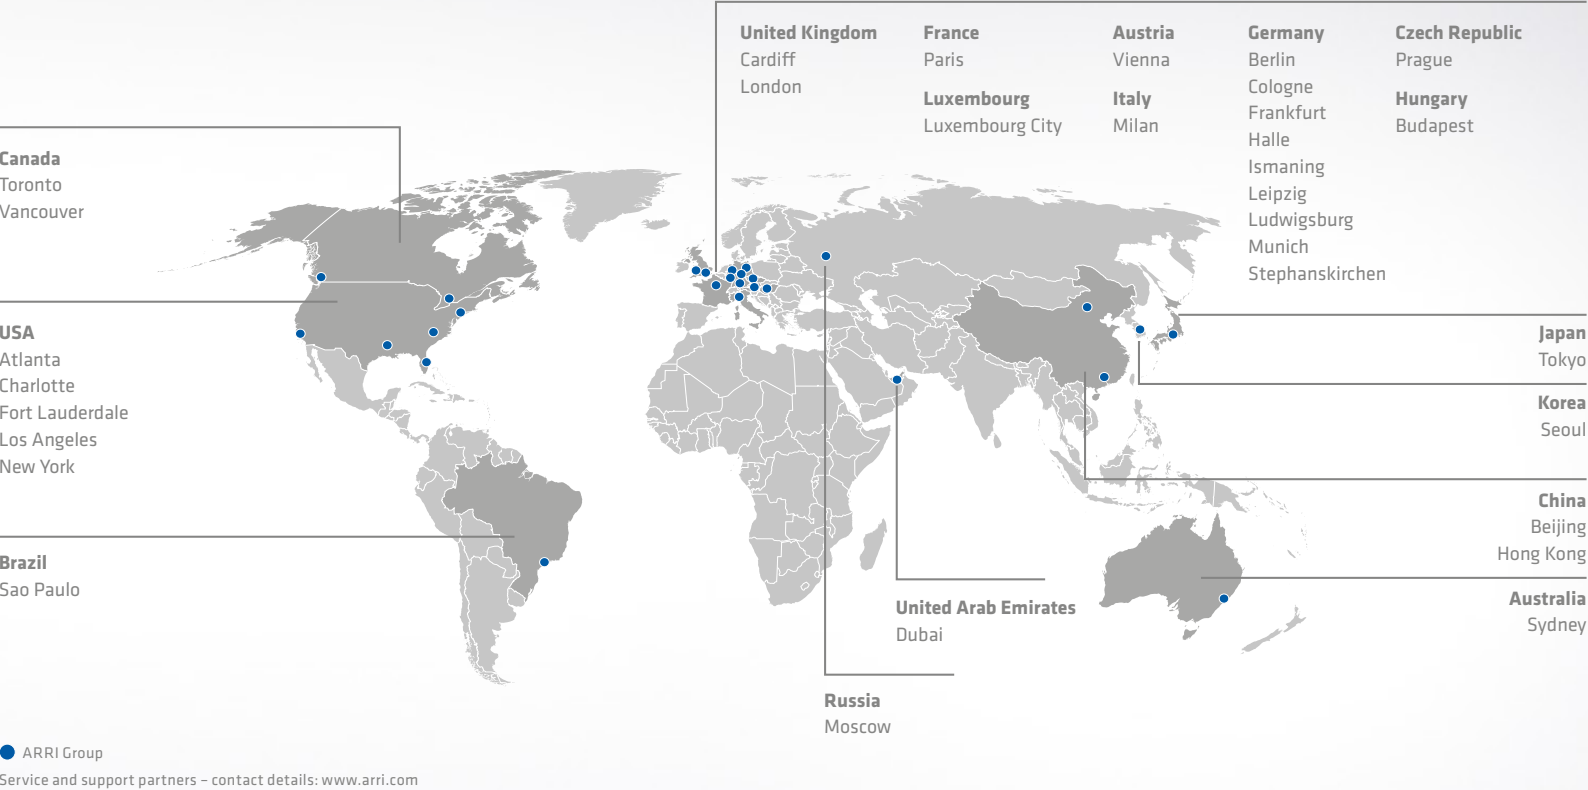 United Kingdom
Cardiff
London
France
Paris
Luxembourg
Luxembourg City
Austria
Vienna
Italy
Milan
Germany
Berlin
Cologne
Frankfurt
Halle
Ismaning
Leipzig
Ludwigsburg
Munich
Stephanskirchen
Czech Republic
Prague
Hungary
Budapest
Canada
Toronto
Vancouver
USA
Atlanta
Charlotte
Fort Lauderdale
Los Angeles
New York
Brazil
Sao Paulo
Japan
Tokyo
Korea
Seoul
China
Beijing
Hong Kong
Australia
Sydney
United Arab Emirates
Dubai
Russia
Moscow
ARRI Group
Service and support partners – contact details: www.arri.com